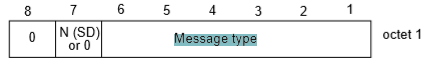 8 7 6 5 4 3 2 1
0 N (SD) or 0 Message type octet 1